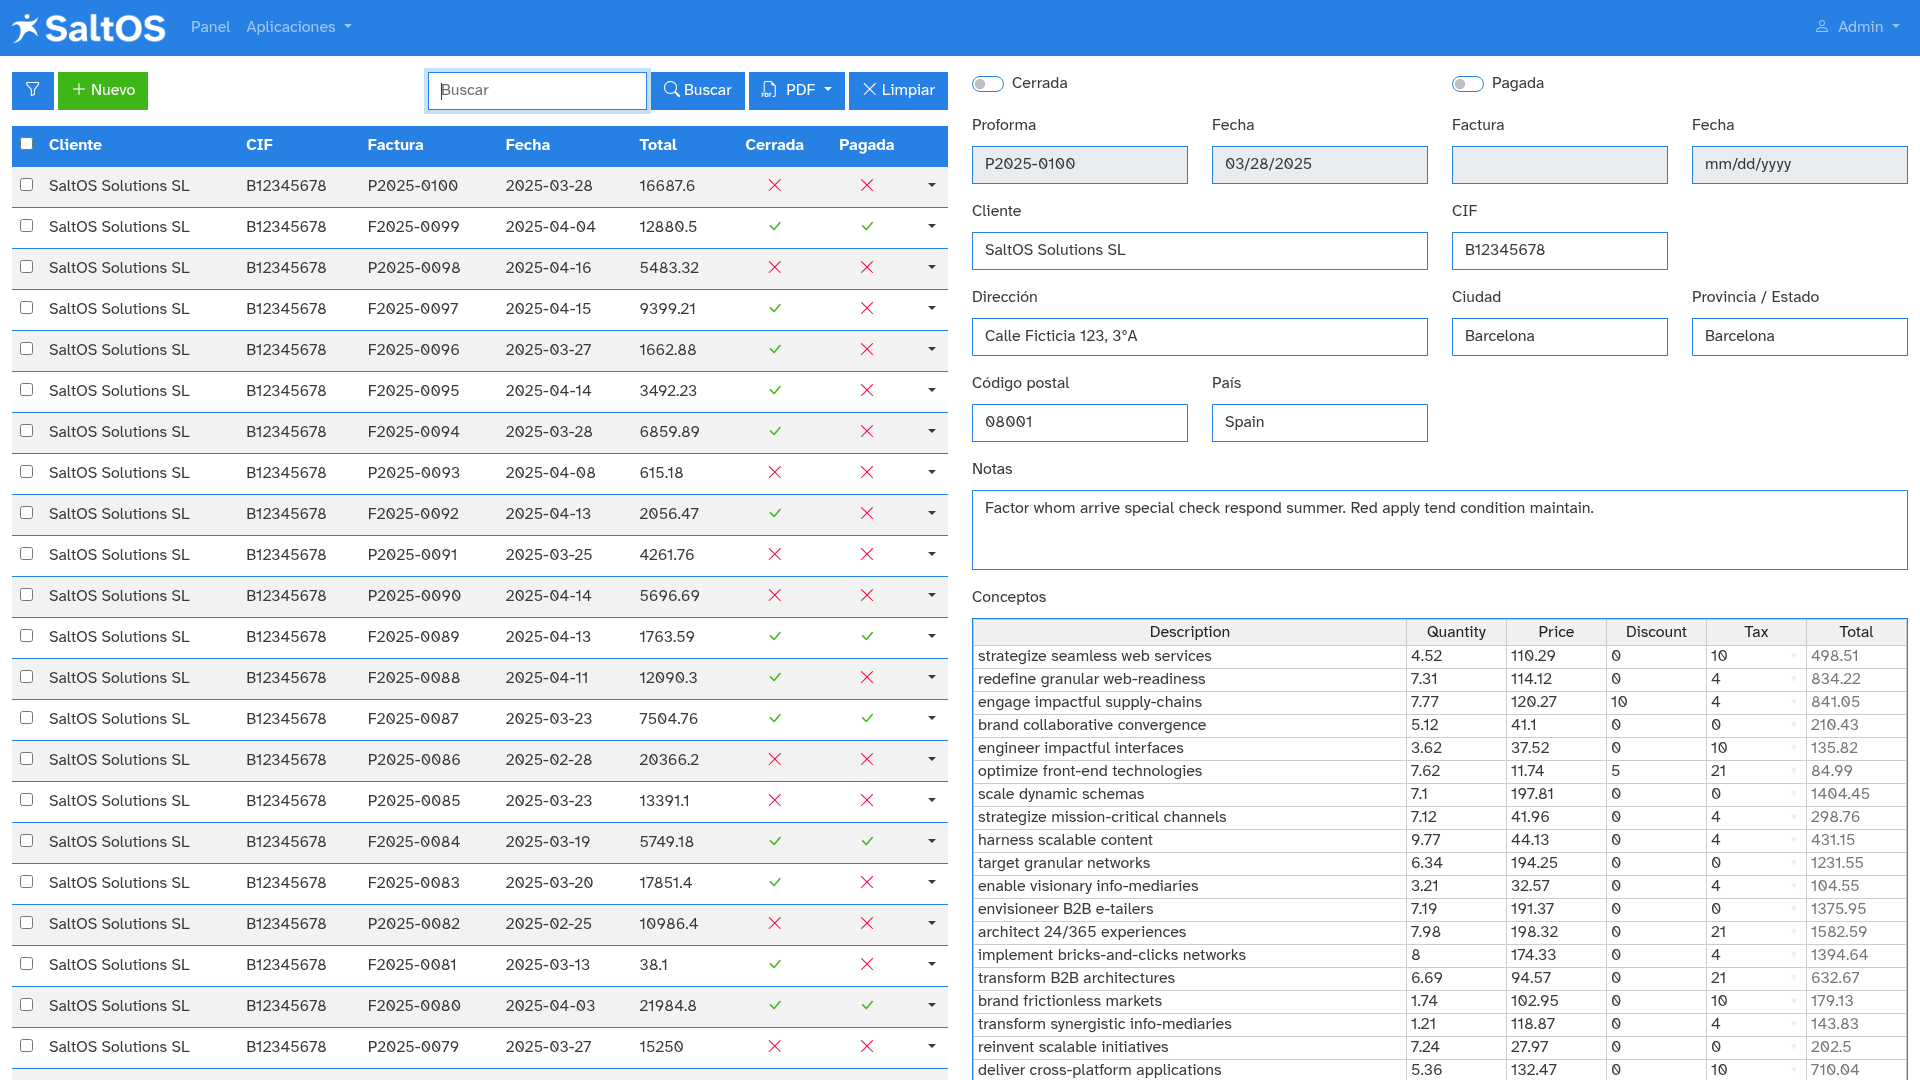 SaltOS Panel Aplicaciones Admin
Nuevo Buscar Buscar PDF Limpiar
Cliente CIF Factura Fecha Total Cerrada Pagada
SaltOS Solutions SL B12345678 P2025-0100 2025-03-28 16687.6
SaltOS Solutions SL B12345678 F2025-0099 2025-04-04 12880.5
SaltOS Solutions SL B12345678 P2025-0098 2025-04-16 5483.32
SaltOS Solutions SL B12345678 F2025-0097 2025-04-15 9399.21
SaltOS Solutions SL B12345678 F2025-0096 2025-03-27 1662.88
SaltOS Solutions SL B12345678 F2025-0095 2025-04-14 3492.23
SaltOS Solutions SL B12345678 F2025-0094 2025-03-28 6859.89
SaltOS Solutions SL B12345678 P2025-0093 2025-04-08 615.18
SaltOS Solutions SL B12345678 F2025-0092 2025-04-13 2056.47
SaltOS Solutions SL B12345678 P2025-0091 2025-03-25 4261.76
SaltOS Solutions SL B12345678 P2025-0090 2025-04-14 5696.69
SaltOS Solutions SL B12345678 F2025-0089 2025-04-13 1763.59
SaltOS Solutions SL B12345678 F2025-0088 2025-04-11 12090.3
SaltOS Solutions SL B12345678 F2025-0087 2025-03-23 7504.76
SaltOS Solutions SL B12345678 P2025-0086 2025-02-28 20366.2
SaltOS Solutions SL B12345678 P2025-0085 2025-03-23 13391.1
SaltOS Solutions SL B12345678 F2025-0084 2025-03-19 5749.18
SaltOS Solutions SL B12345678 F2025-0083 2025-03-20 17851.4
SaltOS Solutions SL B12345678 P2025-0082 2025-02-25 10986.4
SaltOS Solutions SL B12345678 F2025-0081 2025-03-13 38.1
SaltOS Solutions SL B12345678 F2025-0080 2025-04-03 21984.8
SaltOS Solutions SL B12345678 P2025-0079 2025-03-27 15250
Cerrada Pagada
Proforma Fecha Factura Fecha
P2025-0100 03/28/2025 mm/dd/yyyy
Cliente CIF
SaltOS Solutions SL B12345678
Dirección Ciudad Provincia / Estado
Calle Ficticia 123, 3°A Barcelona Barcelona
Código postal País
08001 Spain
Notas
Factor whom arrive special check respond summer. Red apply tend condition maintain.
Conceptos
Description Quantity Price Discount Tax Total
strategize seamless web services 4.52 110.29 0 10 498.51
redefine granular web-readiness 7.31 114.12 0 4 834.22
engage impactful supply-chains 7.77 120.27 10 4 841.05
brand collaborative convergence 5.12 41.1 0 0 210.43
engineer impactful interfaces 3.62 37.52 0 10 135.82
optimize front-end technologies 7.62 11.74 5 21 84.99
scale dynamic schemas 7.1 197.81 0 0 1404.45
strategize mission-critical channels 7.12 41.96 0 4 298.76
harness scalable content 9.77 44.13 0 4 431.15
target granular networks 6.34 194.25 0 0 1231.55
enable visionary info-mediaries 3.21 32.57 0 4 104.55
envisioneer B2B e-tailers 7.19 191.37 0 0 1375.95
architect 24/365 experiences 7.98 198.32 0 21 1582.59
implement bricks-and-clicks networks 8 174.33 0 4 1394.64
transform B2B architectures 6.69 94.57 0 21 632.67
brand frictionless markets 1.74 102.95 0 10 179.13
transform synergistic info-mediaries 1.21 118.87 0 4 143.83
reinvent scalable initiatives 7.24 27.97 0 0 202.5
deliver cross-platform applications 5.36 132.47 0 10 710.04